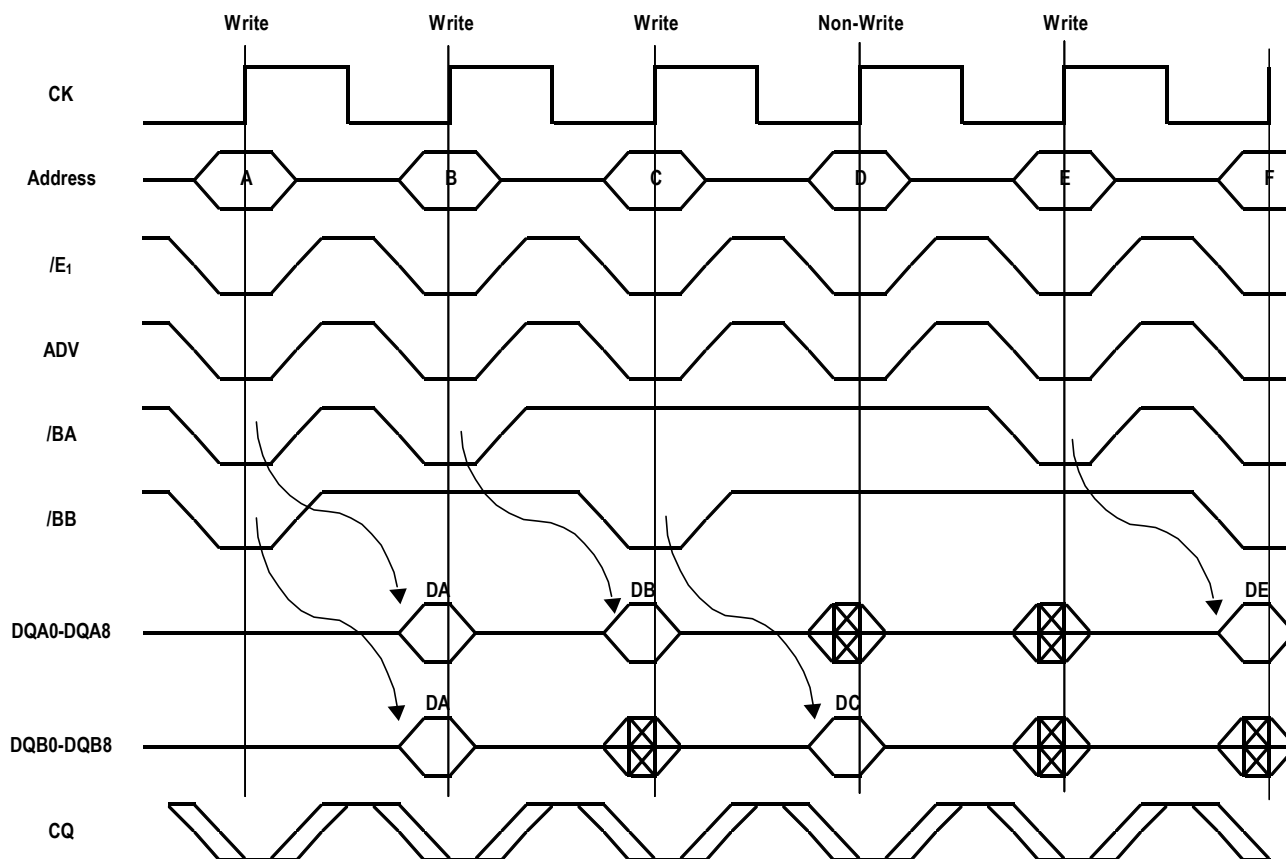 Write Write Write Non-Write Write
CK
Address A B C D E F
/E₁
ADV
/BA
/BB
DA DB DE
DQA0-DQA8
DA DC
DQB0-DQB8
CQ